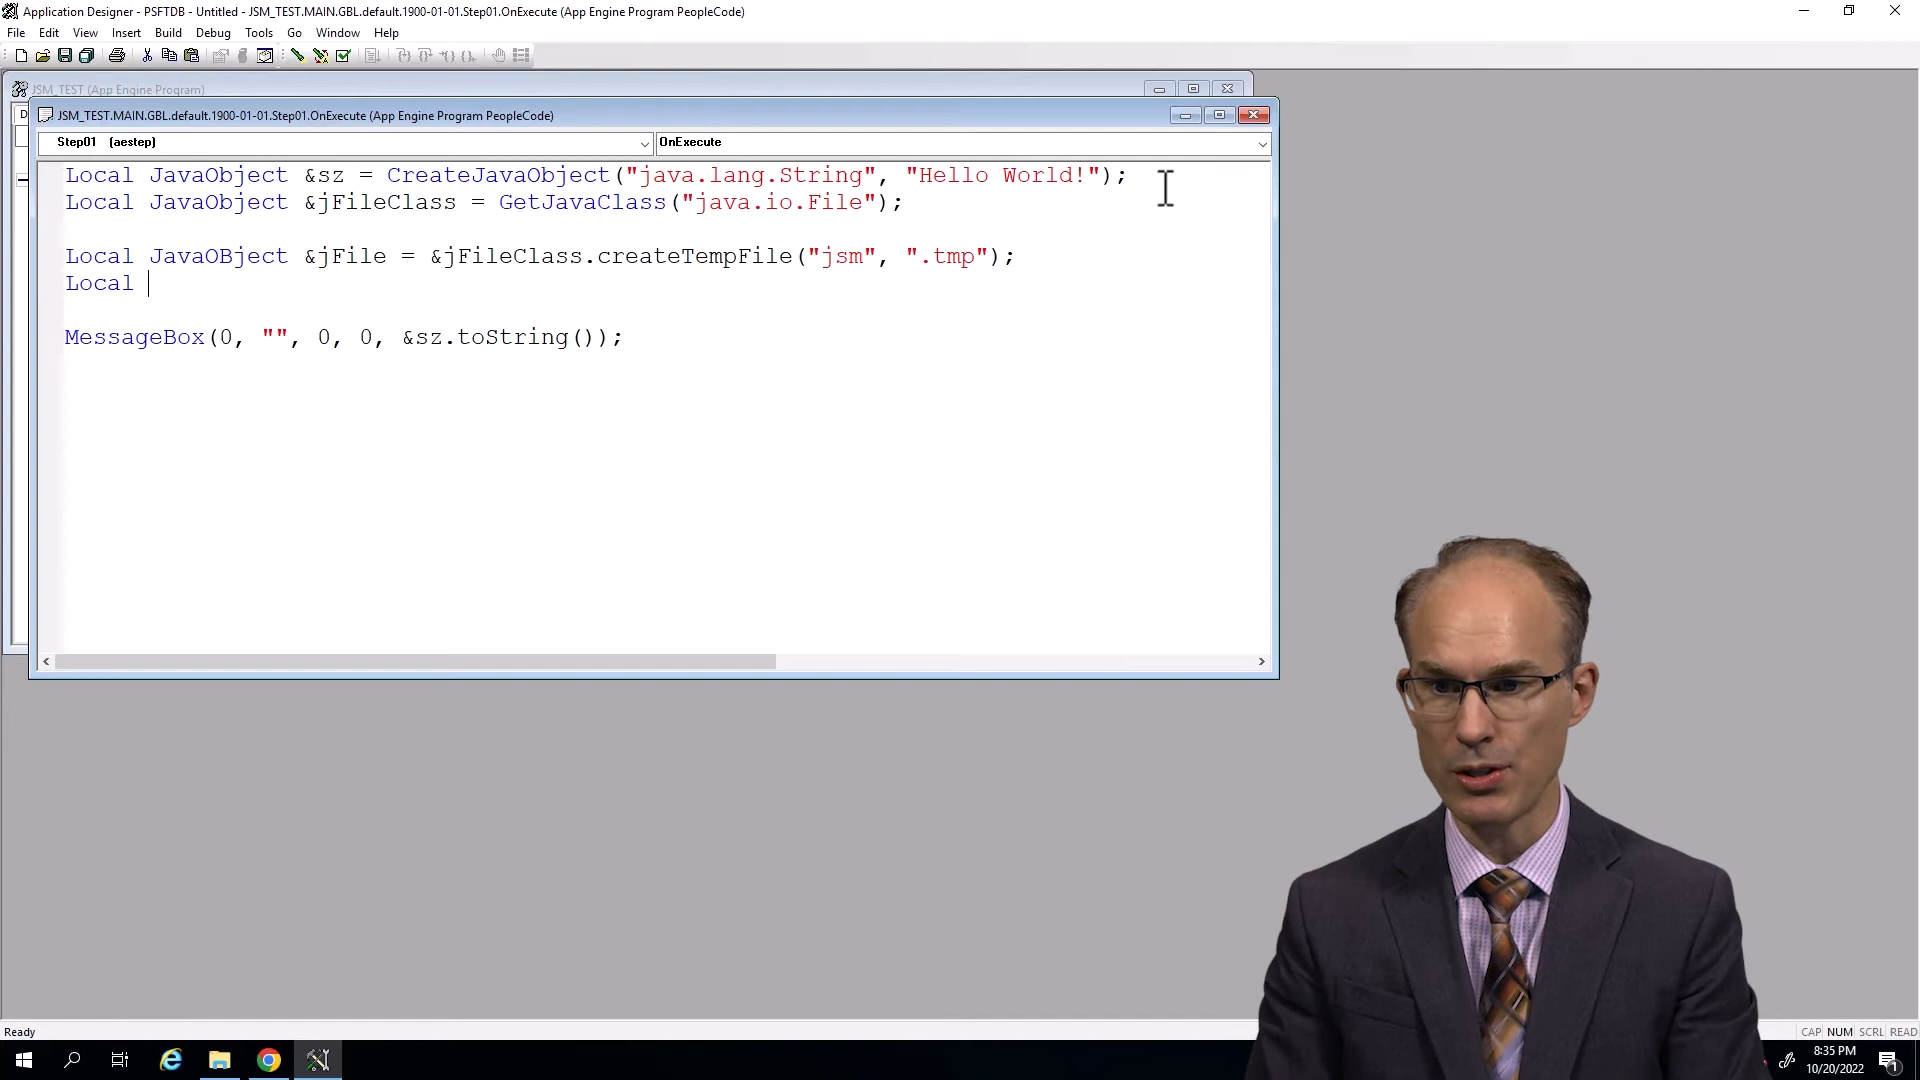 Application Designer - PSFTDB - Untitled - JSM_TEST.MAIN.GBL.default.1900-01-01.Step01.OnExecute (App Engine Program PeopleCode)
File Edit View Insert Build Debug Tools Go Window Help
JSM_TEST (App Engine Program)
D
JSM_TEST.MAIN.GBL.default.1900-01-01.Step01.OnExecute (App Engine Program PeopleCode)
Step01 (aestep) OnExecute
Local JavaObject &sz = CreateJavaObject("java.lang.String", "Hello World!");
Local JavaObject &jFileClass = GetJavaClass("java.io.File");
Local JavaOBject &jFile = &jFileClass.createTempFile("jsm", ".tmp");
Local
MessageBox(0, "", 0, 0, &sz.toString());
Ready CAP NUM SCRL READ
8:35 PM
10/20/2022
1